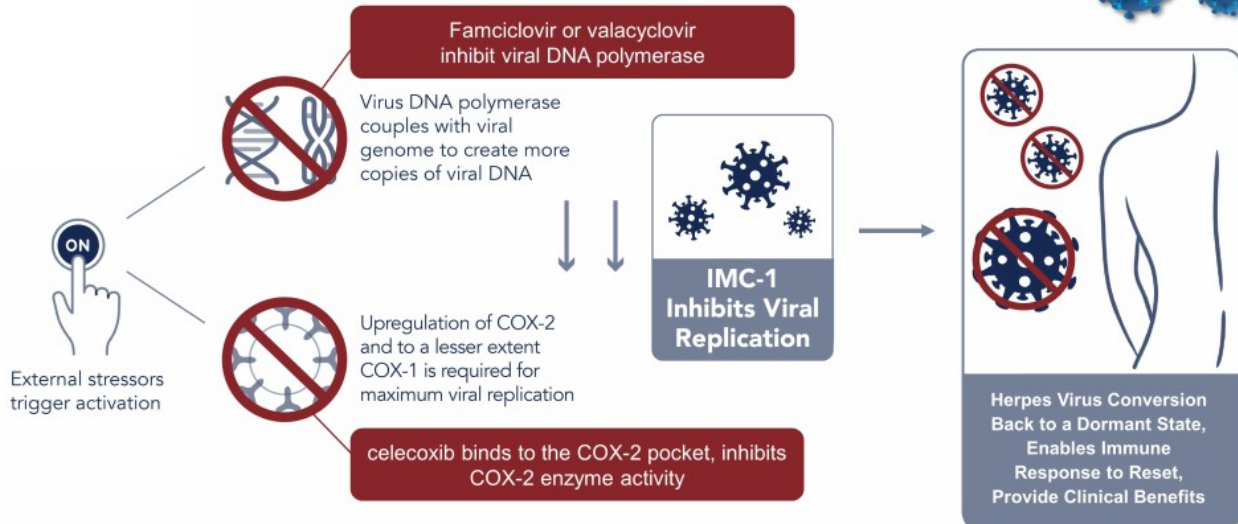 Famciclovir or valacyclovir
inhibit viral DNA polymerase
Virus DNA polymerase
couples with viral
genome to create more
copies of viral DNA
ON
External stressors
trigger activation
Upregulation of COX-2
and to a lesser extent
COX-1 is required for
maximum viral replication
celecoxib binds to the COX-2 pocket, inhibits
COX-2 enzyme activity
IMC-1
Inhibits Viral
Replication
Herpes Virus Conversion
Back to a Dormant State,
Enables Immune
Response to Reset,
Provide Clinical Benefits